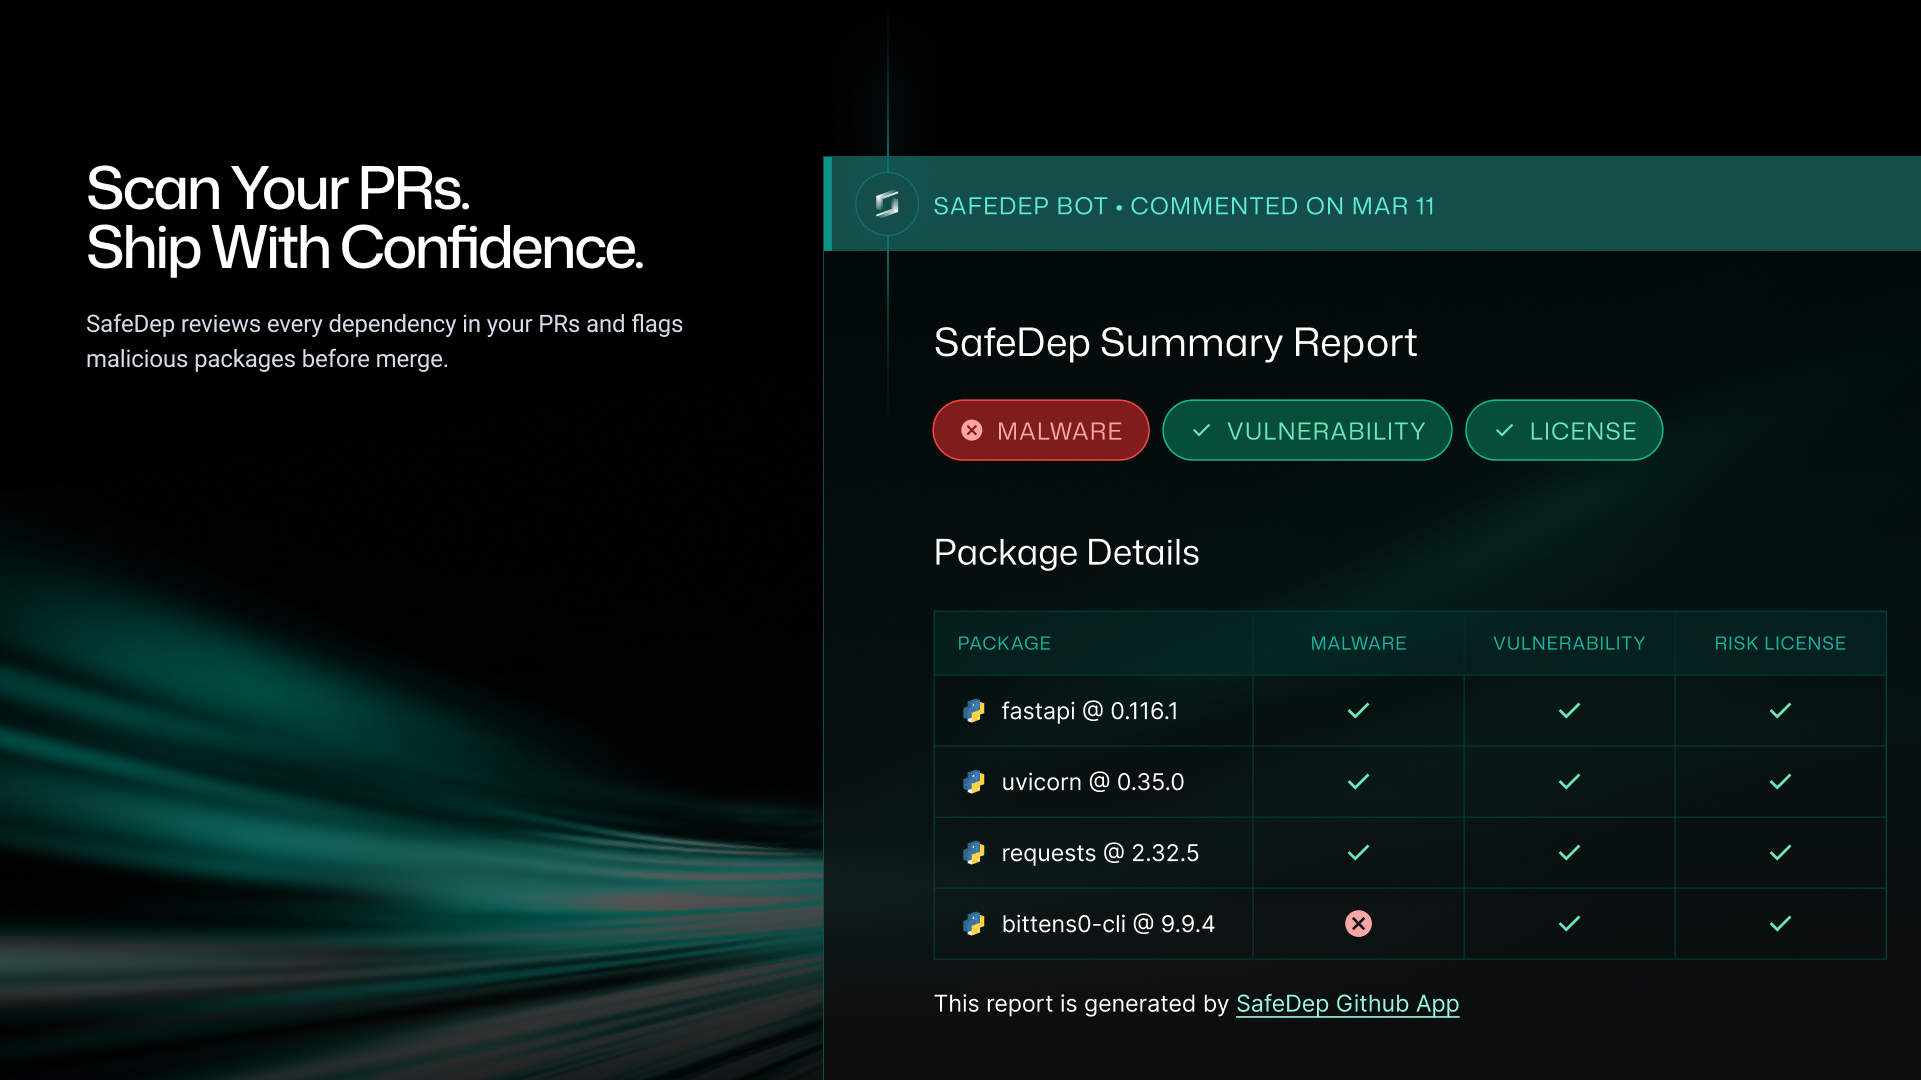 Scan Your PRs.
Ship With Confidence.
SafeDep reviews every dependency in your PRs and flags
malicious packages before merge.
SAFEDEP BOT • COMMENTED ON MAR 11
SafeDep Summary Report
MALWARE VULNERABILITY LICENSE
Package Details
PACKAGE MALWARE VULNERABILITY RISK LICENSE
fastapi @ 0.116.1
uvicorn @ 0.35.0
requests @ 2.32.5
bittens0-cli @ 9.9.4
This report is generated by SafeDep Github App